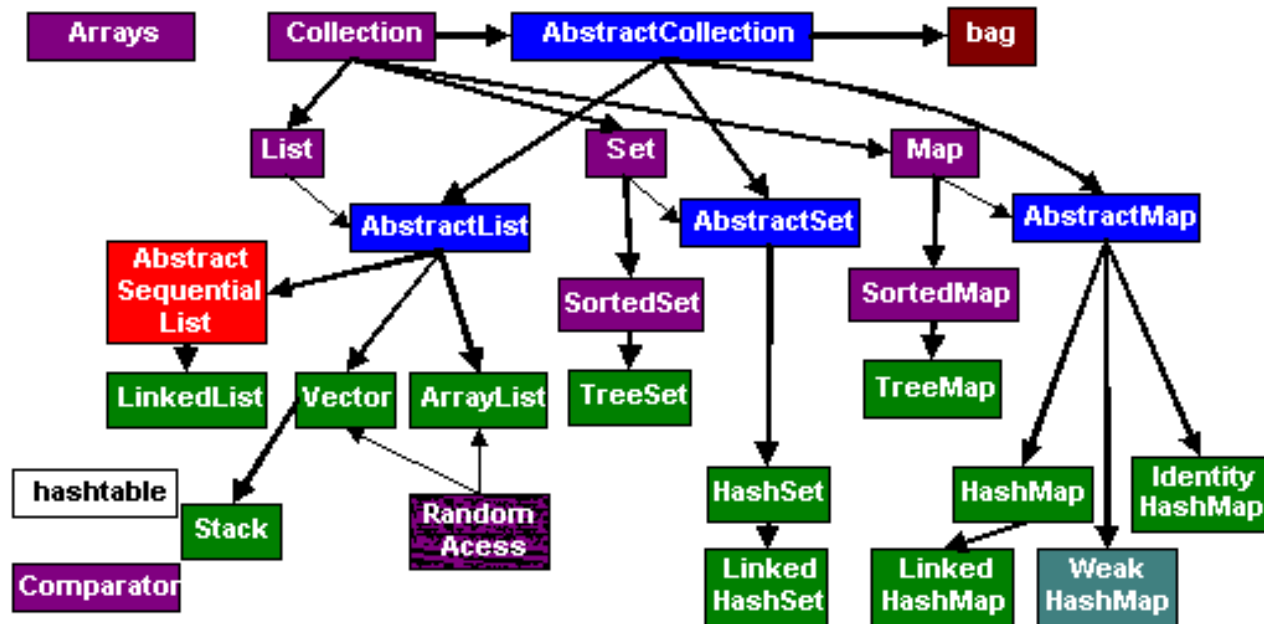 Arrays
Collection
AbstractCollection
bag
List
Set
Map
AbstractList
AbstractSet
AbstractMap
Abstract
Sequential
List
SortedSet
SortedMap
LinkedList
Vector
ArrayList
TreeSet
TreeMap
hashtable
Stack
Random
Acess
HashSet
HashMap
Identity
HashMap
Comparator
Linked
HashSet
Linked
HashMap
Weak
HashMap